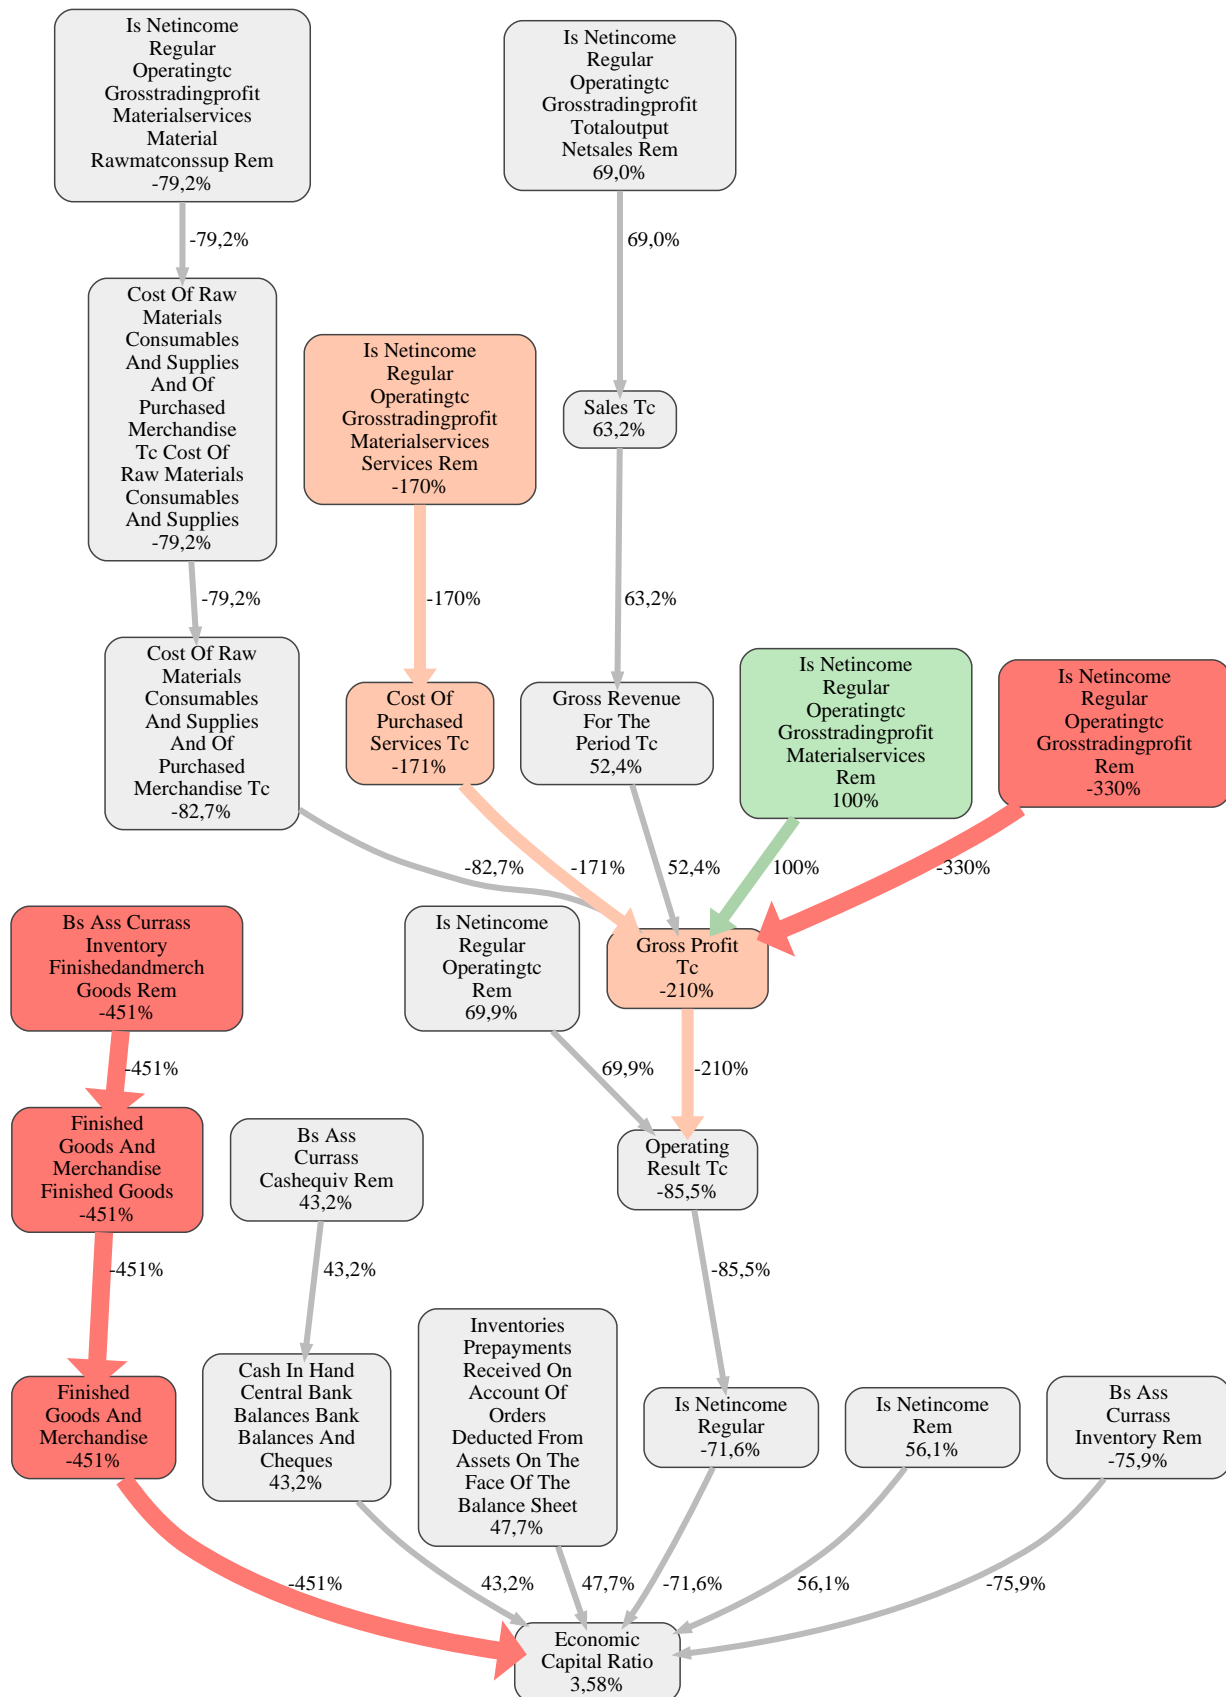 Is Netincome
Regular
Operatingtc
Grosstradingprofit
Materialservices
Material
Rawmatconssup Rem
-79,2%
Is Netincome
Regular
Operatingtc
Grosstradingprofit
Totaloutput
Netsales Rem
69,0%
-79,2%
69,0%
Cost Of Raw
Materials
Consumables
And Supplies
And Of
Purchased
Merchandise
Tc Cost Of
Raw Materials
Consumables
And Supplies
-79,2%
Is Netincome
Regular
Operatingtc
Grosstradingprofit
Materialservices
Services Rem
-170%
Sales Tc
63,2%
-79,2%
-170%
63,2%
Cost Of Raw
Materials
Consumables
And Supplies
And Of
Purchased
Merchandise Tc
-82,7%
Cost Of
Purchased
Services Tc
-171%
Gross Revenue
For The
Period Tc
52,4%
Is Netincome
Regular
Operatingtc
Grosstradingprofit
Materialservices
Rem
100%
Is Netincome
Regular
Operatingtc
Grosstradingprofit
Rem
-330%
-82,7%
-171%
52,4%
100%
-330%
Bs Ass Currass
Inventory
Finishedandmerch
Goods Rem
-451%
Is Netincome
Regular
Operatingtc
Rem
69,9%
Gross Profit
Tc
-210%
-451%
69,9%
-210%
Finished
Goods And
Merchandise
Finished Goods
-451%
Bs Ass
Currass
Cashequiv Rem
43,2%
Operating
Result Tc
-85,5%
-451%
43,2%
-85,5%
Finished
Goods And
Merchandise
-451%
Cash In Hand
Central Bank
Balances Bank
Balances And
Cheques
43,2%
Inventories
Prepayments
Received On
Account Of
Orders
Deducted From
Assets On The
Face Of The
Balance Sheet
47,7%
Is Netincome
Regular
-71,6%
Is Netincome
Rem
56,1%
Bs Ass
Currass
Inventory Rem
-75,9%
-451%
43,2%
47,7%
-71,6%
56,1%
-75,9%
Economic
Capital Ratio
3,58%